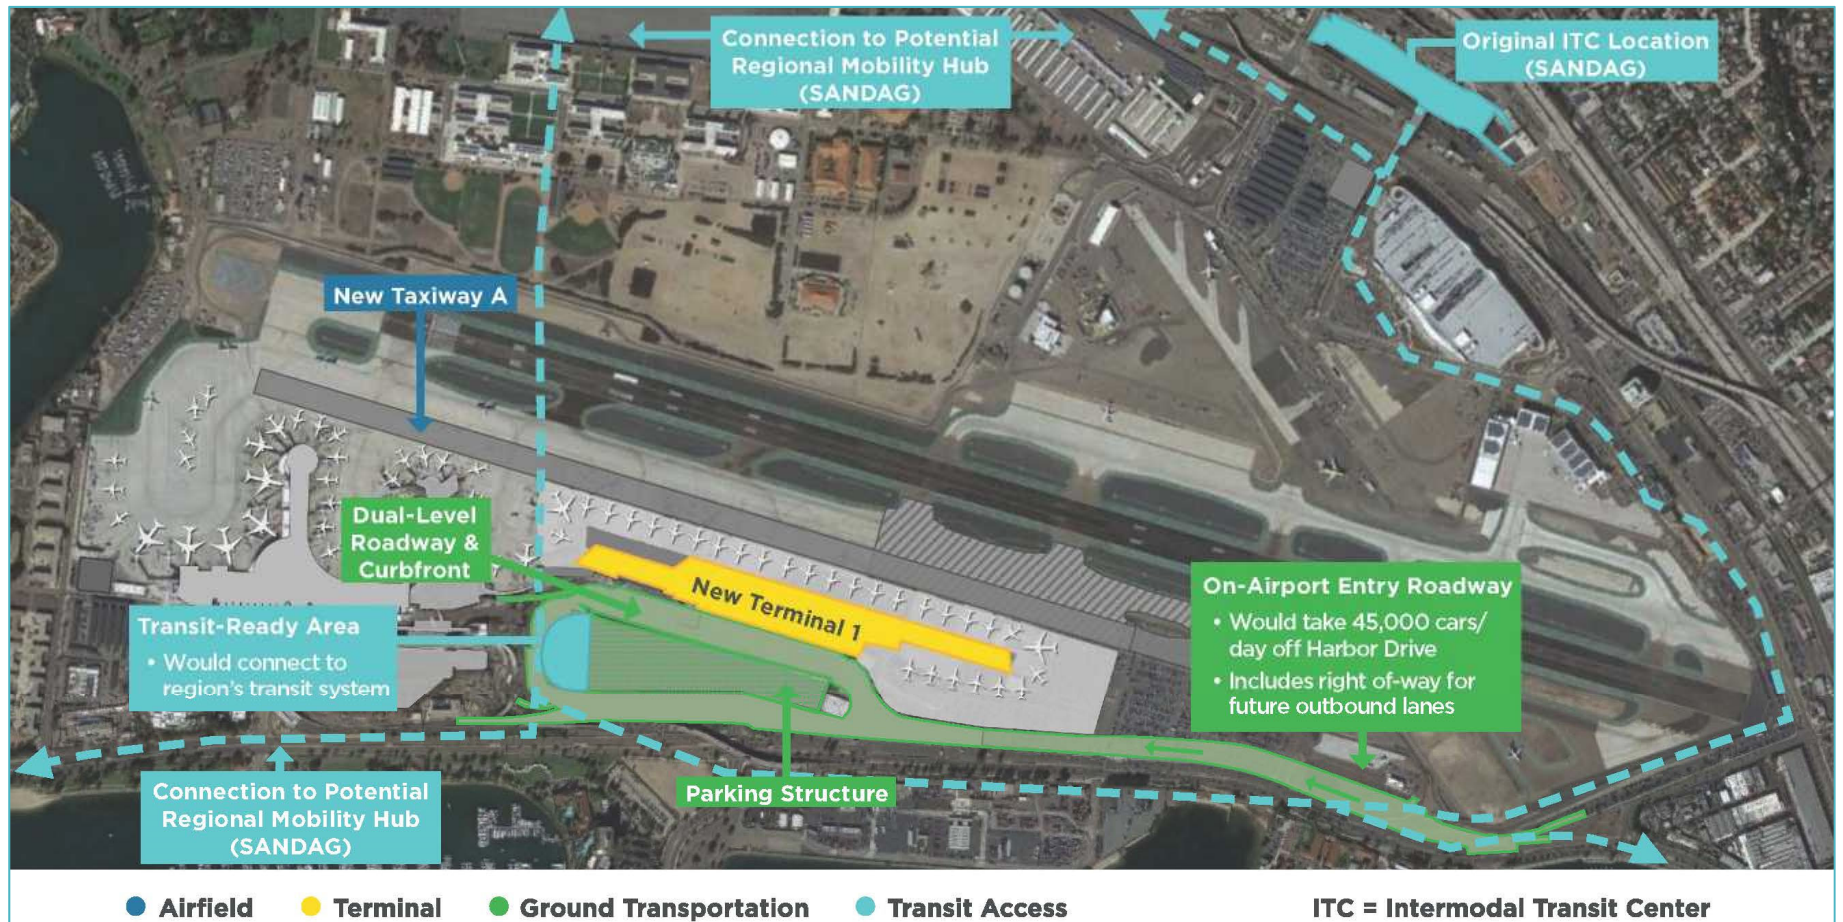 Connection to Potential
Regional Mobility Hub
(SANDAG)
Original ITC Location
(SANDAG)
New Taxiway A
Dual-Level
Roadway &
Curbfront
New Terminal 1
On-Airport Entry Roadway
• Would take 45,000 cars/
day off Harbor Drive
• Includes right of-way for
future outbound lanes
Transit-Ready Area
• Would connect to
region's transit system
Parking Structure
Connection to Potential
Regional Mobility Hub
(SANDAG)
Airfield
Terminal
Ground Transportation
Transit Access
ITC = Intermodal Transit Center